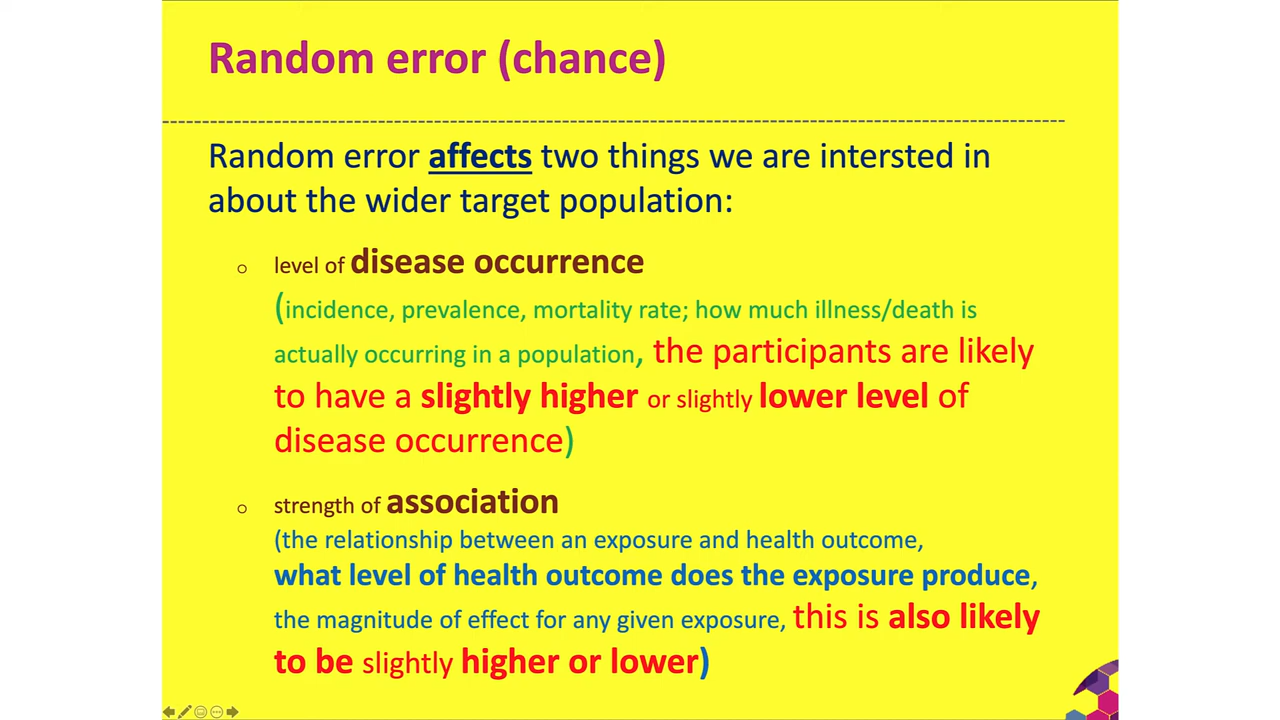 Random error (chance)
Random error affects two things we are intersted in
about the wider target population:
o level of disease occurrence
(incidence, prevalence, mortality rate; how much illness/death is
actually occurring in a population, the participants are likely
to have a slightly higher or slightly lower level of
disease occurrence)
o strength of association
(the relationship between an exposure and health outcome,
what level of health outcome does the exposure produce,
the magnitude of effect for any given exposure, this is also likely
to be slightly higher or lower)